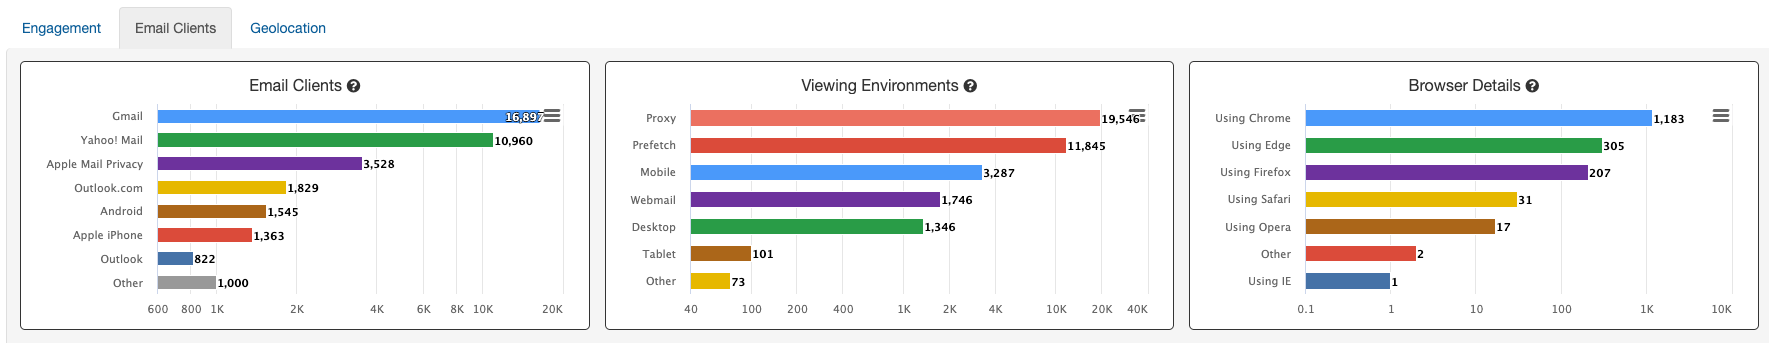 Engagement
Email Clients
Geolocation
Email Clients ?
Gmail 16,897
Yahoo! Mail 10,960
Apple Mail Privacy 3,528
Outlook.com 1,829
Android 1,545
Apple iPhone 1,363
Outlook 822
Other 1,000
600 800 1K 2K 4K 6K 8K 10K 20K
Viewing Environments ?
Proxy 19,546
Prefetch 11,845
Mobile 3,287
Webmail 1,746
Desktop 1,346
Tablet 101
Other 73
40 100 200 400 1K 2K 4K 10K 20K 40K
Browser Details ?
Using Chrome 1,183
Using Edge 305
Using Firefox 207
Using Safari 31
Using Opera 17
Other 2
Using IE 1
0.1 1 10 100 1K 10K